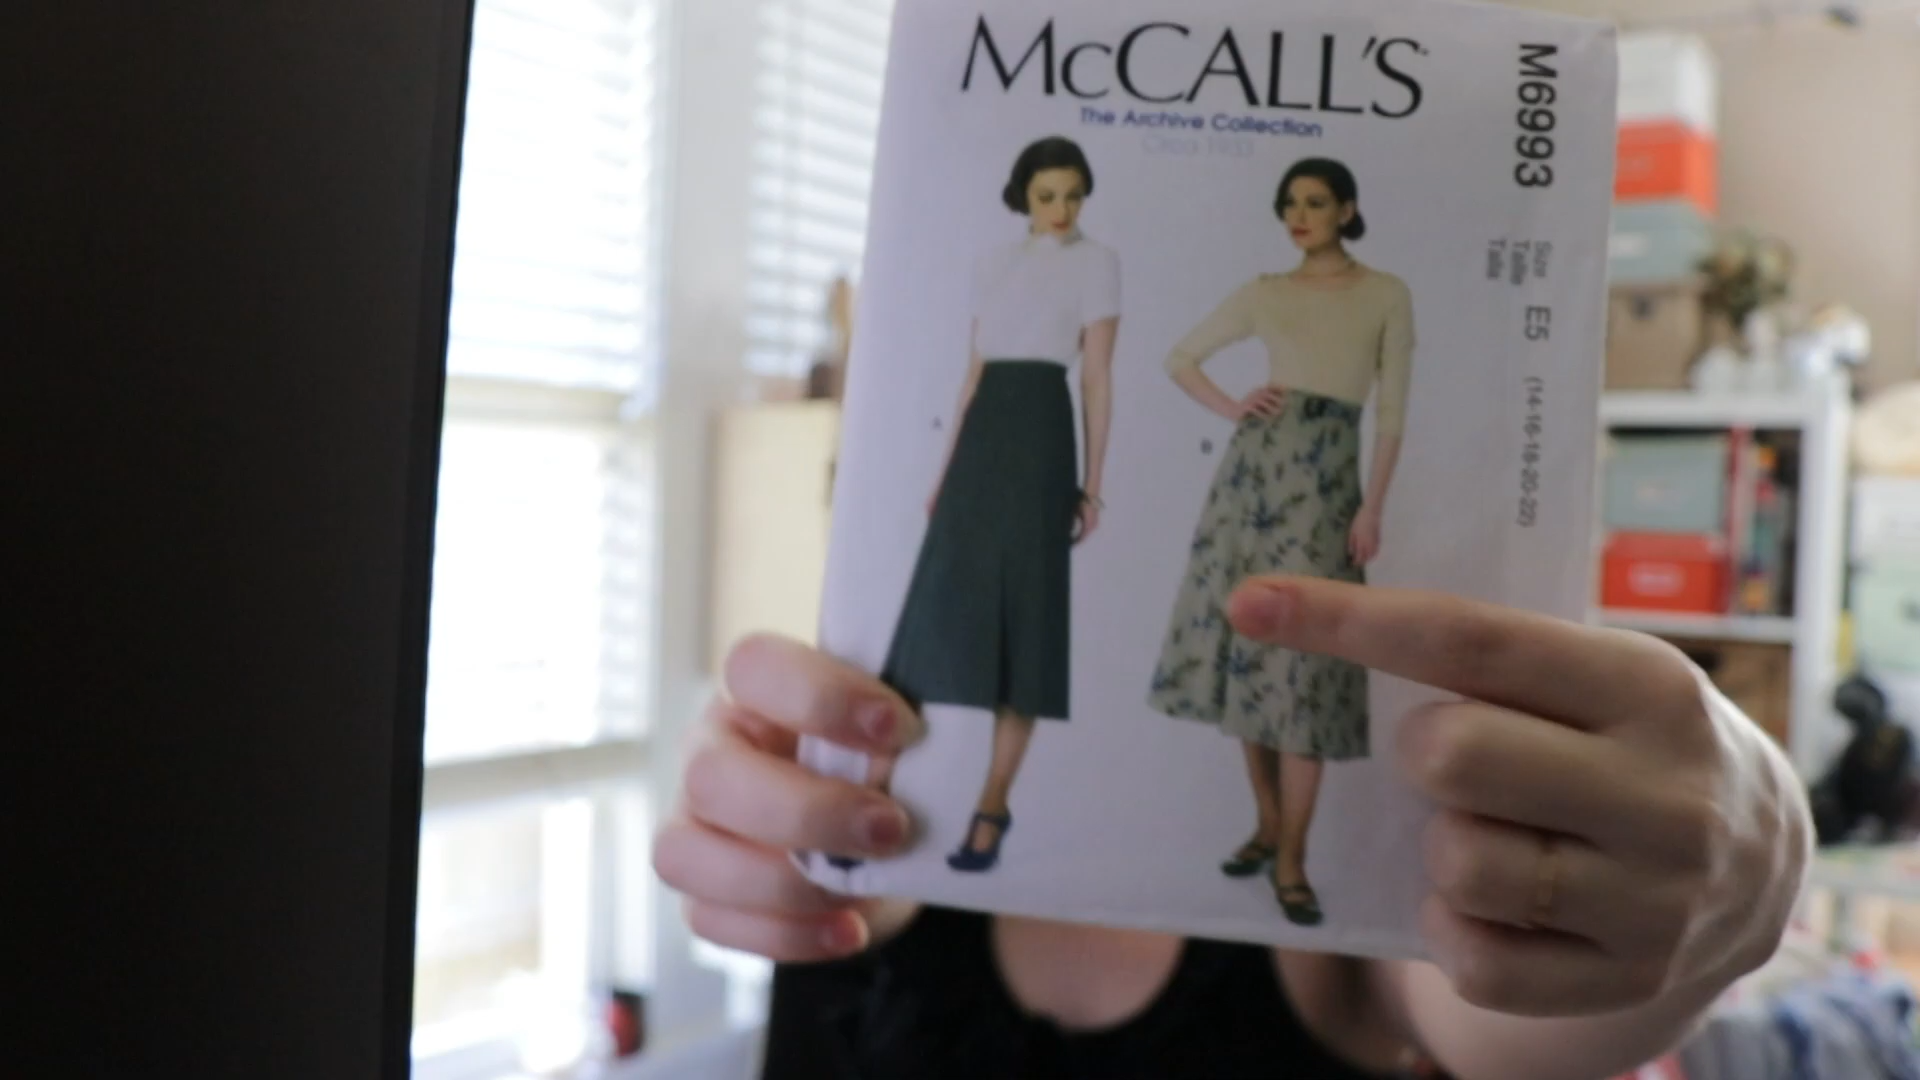 McCALL'S
The Archive Collection
Circa 1933
A
B
M6993
Size
Taille
Talla
E5
(14-16-18-20-22)